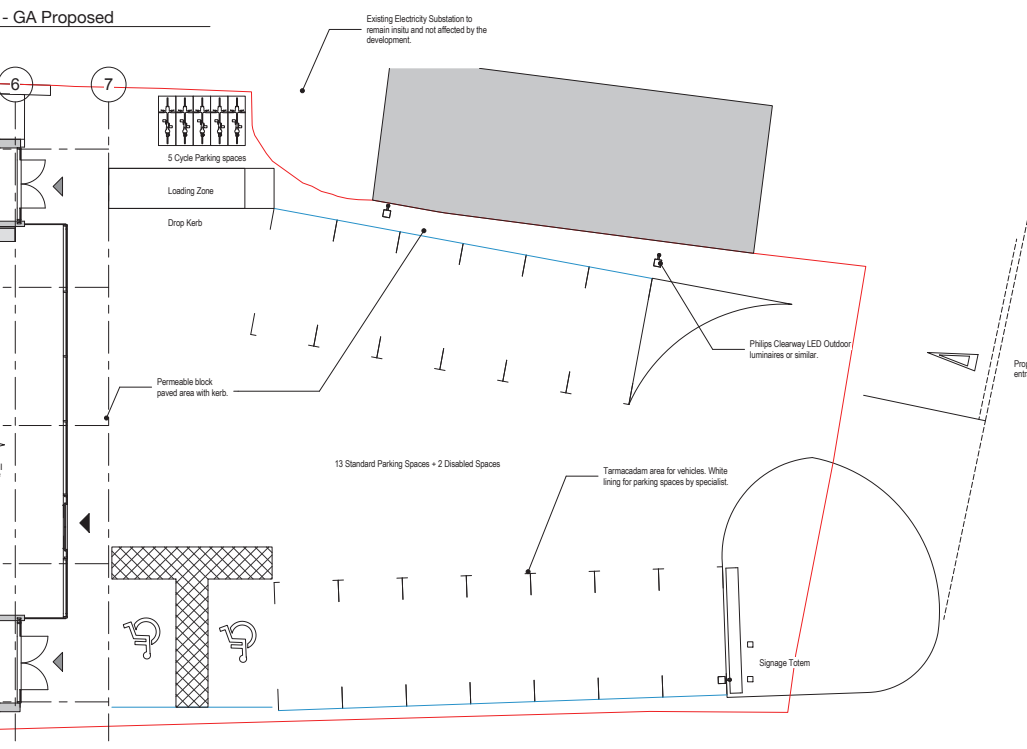 - GA Proposed
Existing Electricity Substation to
remain insitu and not affected by the
development.
6
7
5 Cycle Parking spaces
Loading Zone
Drop Kerb
Philips Clearway LED Outdoor
luminaires or similar.
Permeable block
paved area with kerb.
13 Standard Parking Spaces + 2 Disabled Spaces
Tarmacadam area for vehicles. White
lining for parking spaces by specialist.
Signage Totem